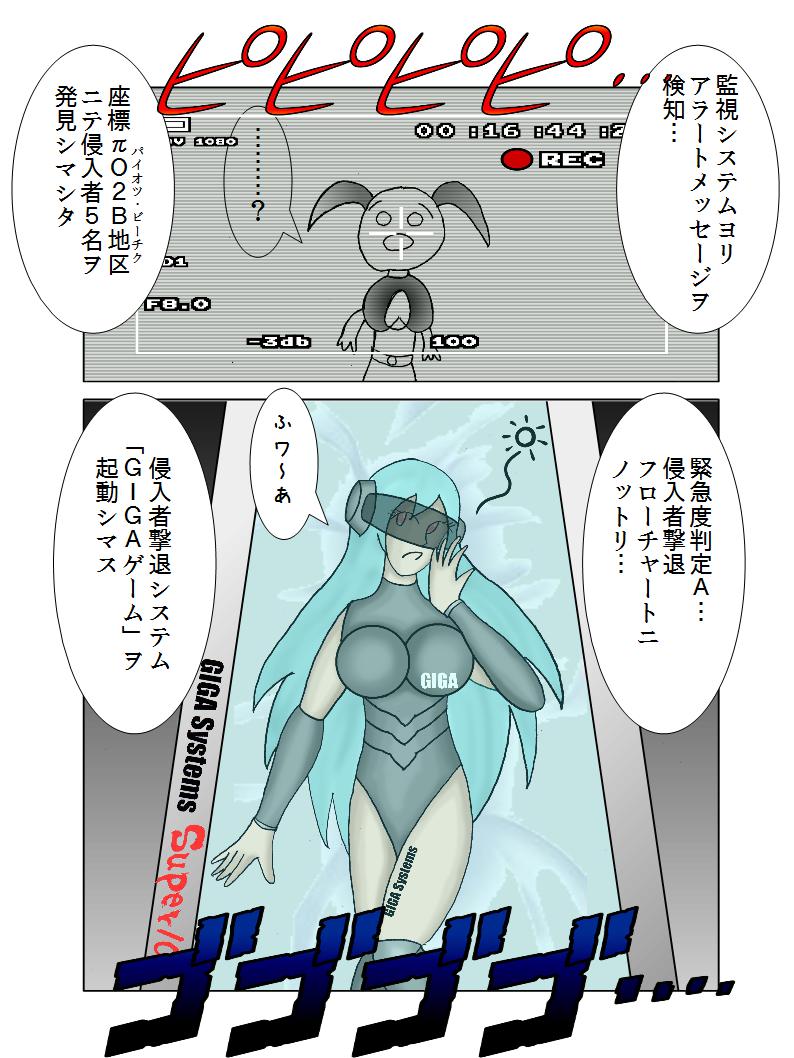 ピピピピ...
監視システムヨリ
アラートメッセージヲ
検知…
座標πO2B地区
パイオツ・ビーチク
ニテ侵入者5名ヲ
発見シマシタ
………?
1080
00:16:44:2
REC
01
F8.0
-3db
100
緊急度判定A…
侵入者撃退
フローチャートニ
ノットリ…
ふワ～あ
侵入者撃退システム
「GIGAゲーム」ヲ
起動シマス
GIGA
GIGA Systems
GIGA Systems
Super/
ゴゴゴゴ....